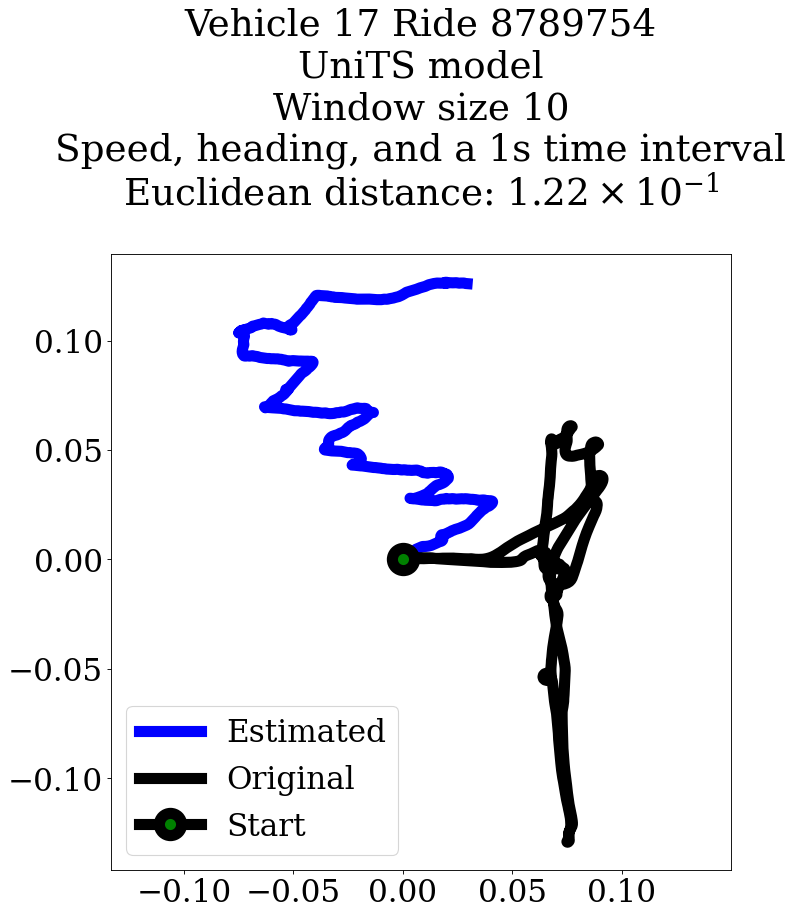 Vehicle 17 Ride 8789754
UniTS model
Window size 10
Speed, heading, and a 1s time interval
Euclidean distance: 1.22 × 10⁻¹
0.10
0.05
0.00
−0.05
−0.10
Estimated
Original
Start
−0.10 −0.05 0.00 0.05 0.10